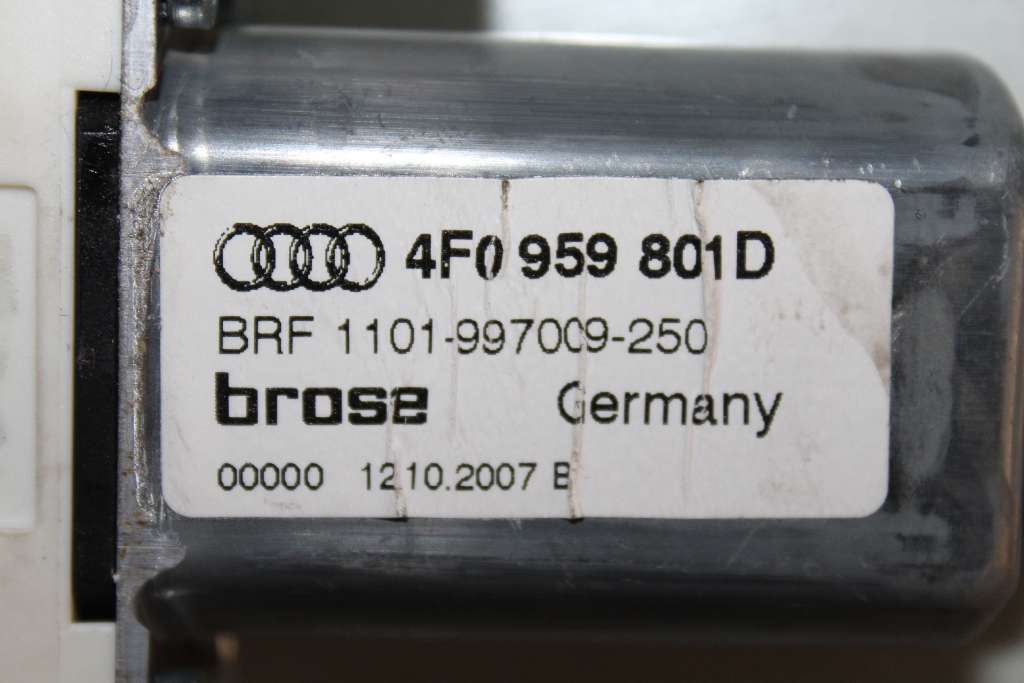 4F0 959 801D
BRF 1101-997009-250
brose Germany
00000 12.10.2007 B